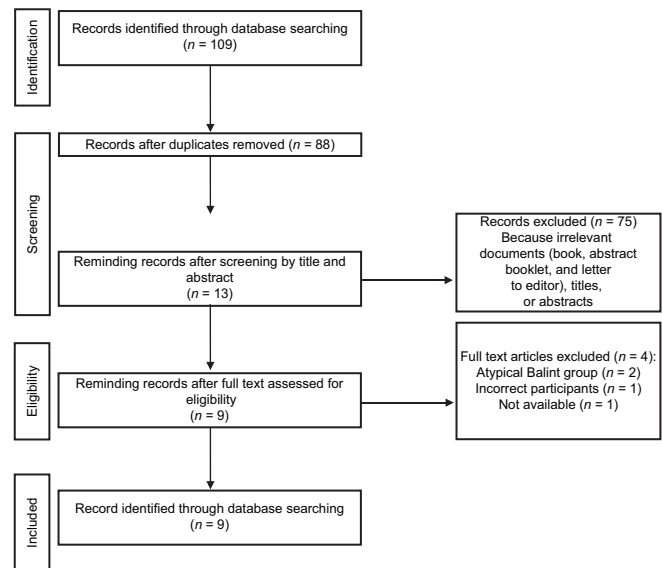 Identification
Records identified through database searching
(n = 109)
Records after duplicates removed (n = 88)
Screening
Reminding records after screening by title and
abstract
(n = 13)
Records excluded (n = 75)
Because irrelevant
documents (book, abstract
booklet, and letter
to editor), titles,
or abstracts
Eligibility
Reminding records after full text assessed for
eligibility
(n = 9)
Full text articles excluded (n = 4):
Atypical Balint group (n = 2)
Incorrect participants (n = 1)
Not available (n = 1)
Included
Record identified through database searching
(n = 9)